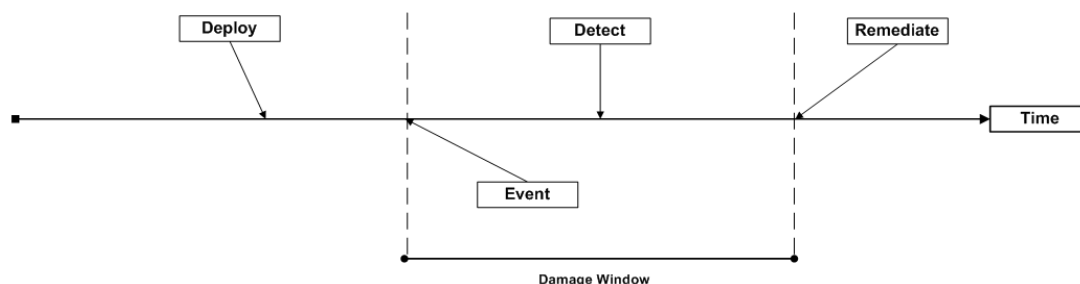 Deploy
Detect
Remediate
Time
Event
Damage Window